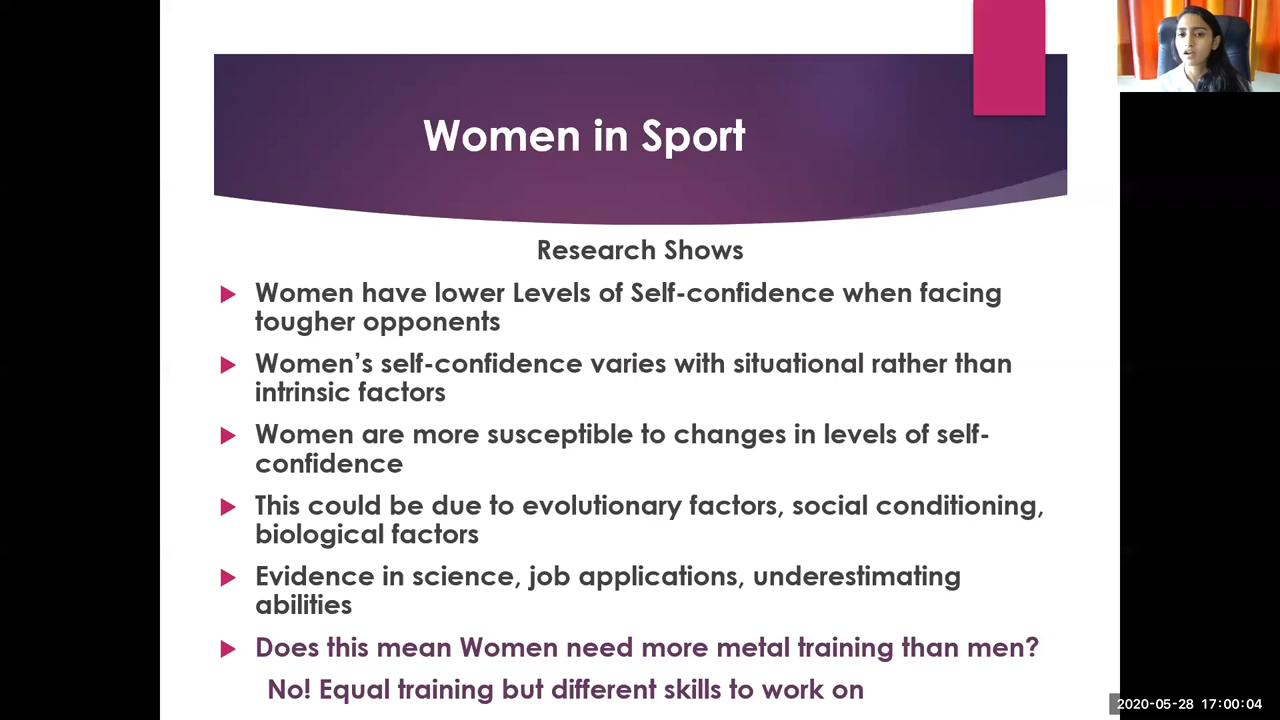 Women in Sport
Research Shows
Women have lower Levels of Self-confidence when facing
tougher opponents
Women's self-confidence varies with situational rather than
intrinsic factors
Women are more susceptible to changes in levels of self-
confidence
This could be due to evolutionary factors, social conditioning,
biological factors
Evidence in science, job applications, underestimating
abilities
Does this mean Women need more metal training than men?
No! Equal training but different skills to work on
2020-05-28 17:00:04